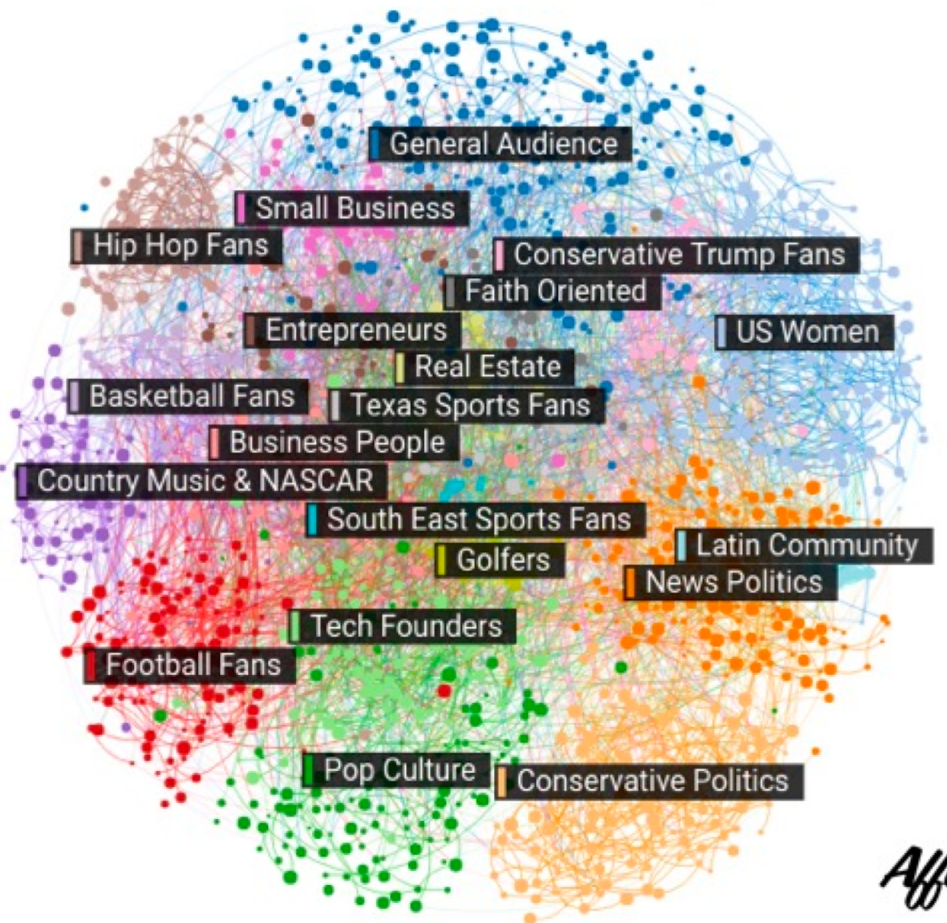 General Audience
Small Business
Hip Hop Fans
Conservative Trump Fans
Faith Oriented
Entrepreneurs
US Women
Real Estate
Basketball Fans
Texas Sports Fans
Business People
Country Music & NASCAR
South East Sports Fans
Latin Community
Golfers
News Politics
Tech Founders
Football Fans
Pop Culture
Conservative Politics